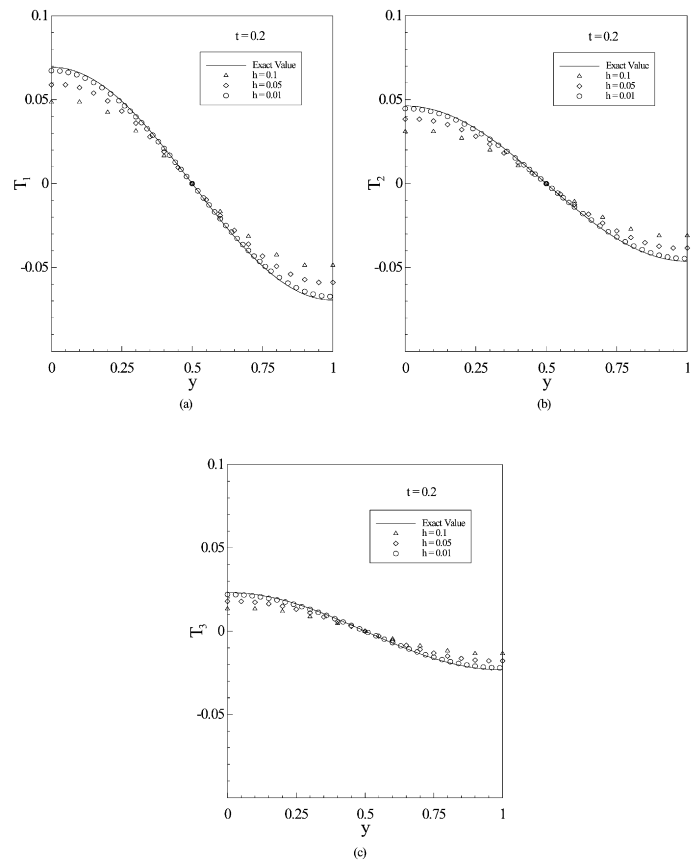 0.1
t = 0.2
Exact Value
h = 0.1
h = 0.05
h = 0.01
0.05
T1
0
-0.05
0 0.25 0.5 0.75 1
y
(a)
0.1
t = 0.2
Exact Value
h = 0.1
h = 0.05
h = 0.01
0.05
T2
0
-0.05
0 0.25 0.5 0.75 1
y
(b)
0.1
t = 0.2
Exact Value
h = 0.1
h = 0.05
h = 0.01
0.05
T3
0
-0.05
0 0.25 0.5 0.75 1
y
(c)